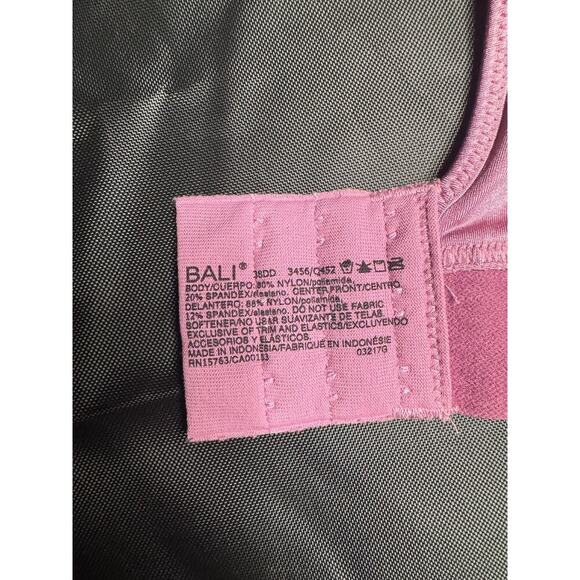 BALI® 38DD 3456/Q452
BODY/CUERPO: 80% NYLON/poliamida,
20% SPANDEX/elastano. CENTER FRONT/CENTRO
DELANTERO: 88% NYLON/poliamida,
12% SPANDEX/elastano. DO NOT USE FABRIC
SOFTENER/NO USAR SUAVIZANTE DE TELAS.
EXCLUSIVE OF TRIM AND ELASTICS/EXCLUYENDO
ACCESORIOS Y ELÁSTICOS.
MADE IN INDONESIA/FABRIQUE EN INDONÉSIE
RN15763/CA00153 03217G